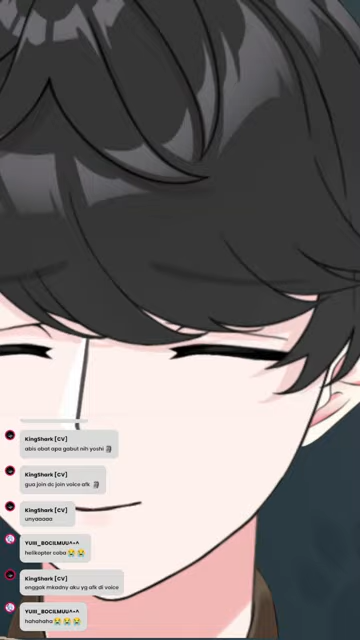 KingShark [CV]
abis obat apa gabut nih yoshi 🗿
KingShark [CV]
gua join dc join voice afk 🗿
KingShark [CV]
unyaaaaa
YUIII_BOCILMUU^~^
helikopter coba 😭😭
KingShark [CV]
enggok mkadny aku yg afk di voice
YUIII_BOCILMUU^~^
hahahaha 😭😭😭